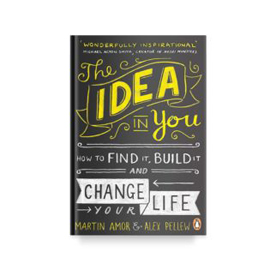 'WONDERFULLY INSPIRATIONAL'
The
IDEA
IN You
HOW TO FIND IT, BUILD IT
AND
CHANGE
YOUR LIFE
MARTIN AMOR & ALEX PELLEW